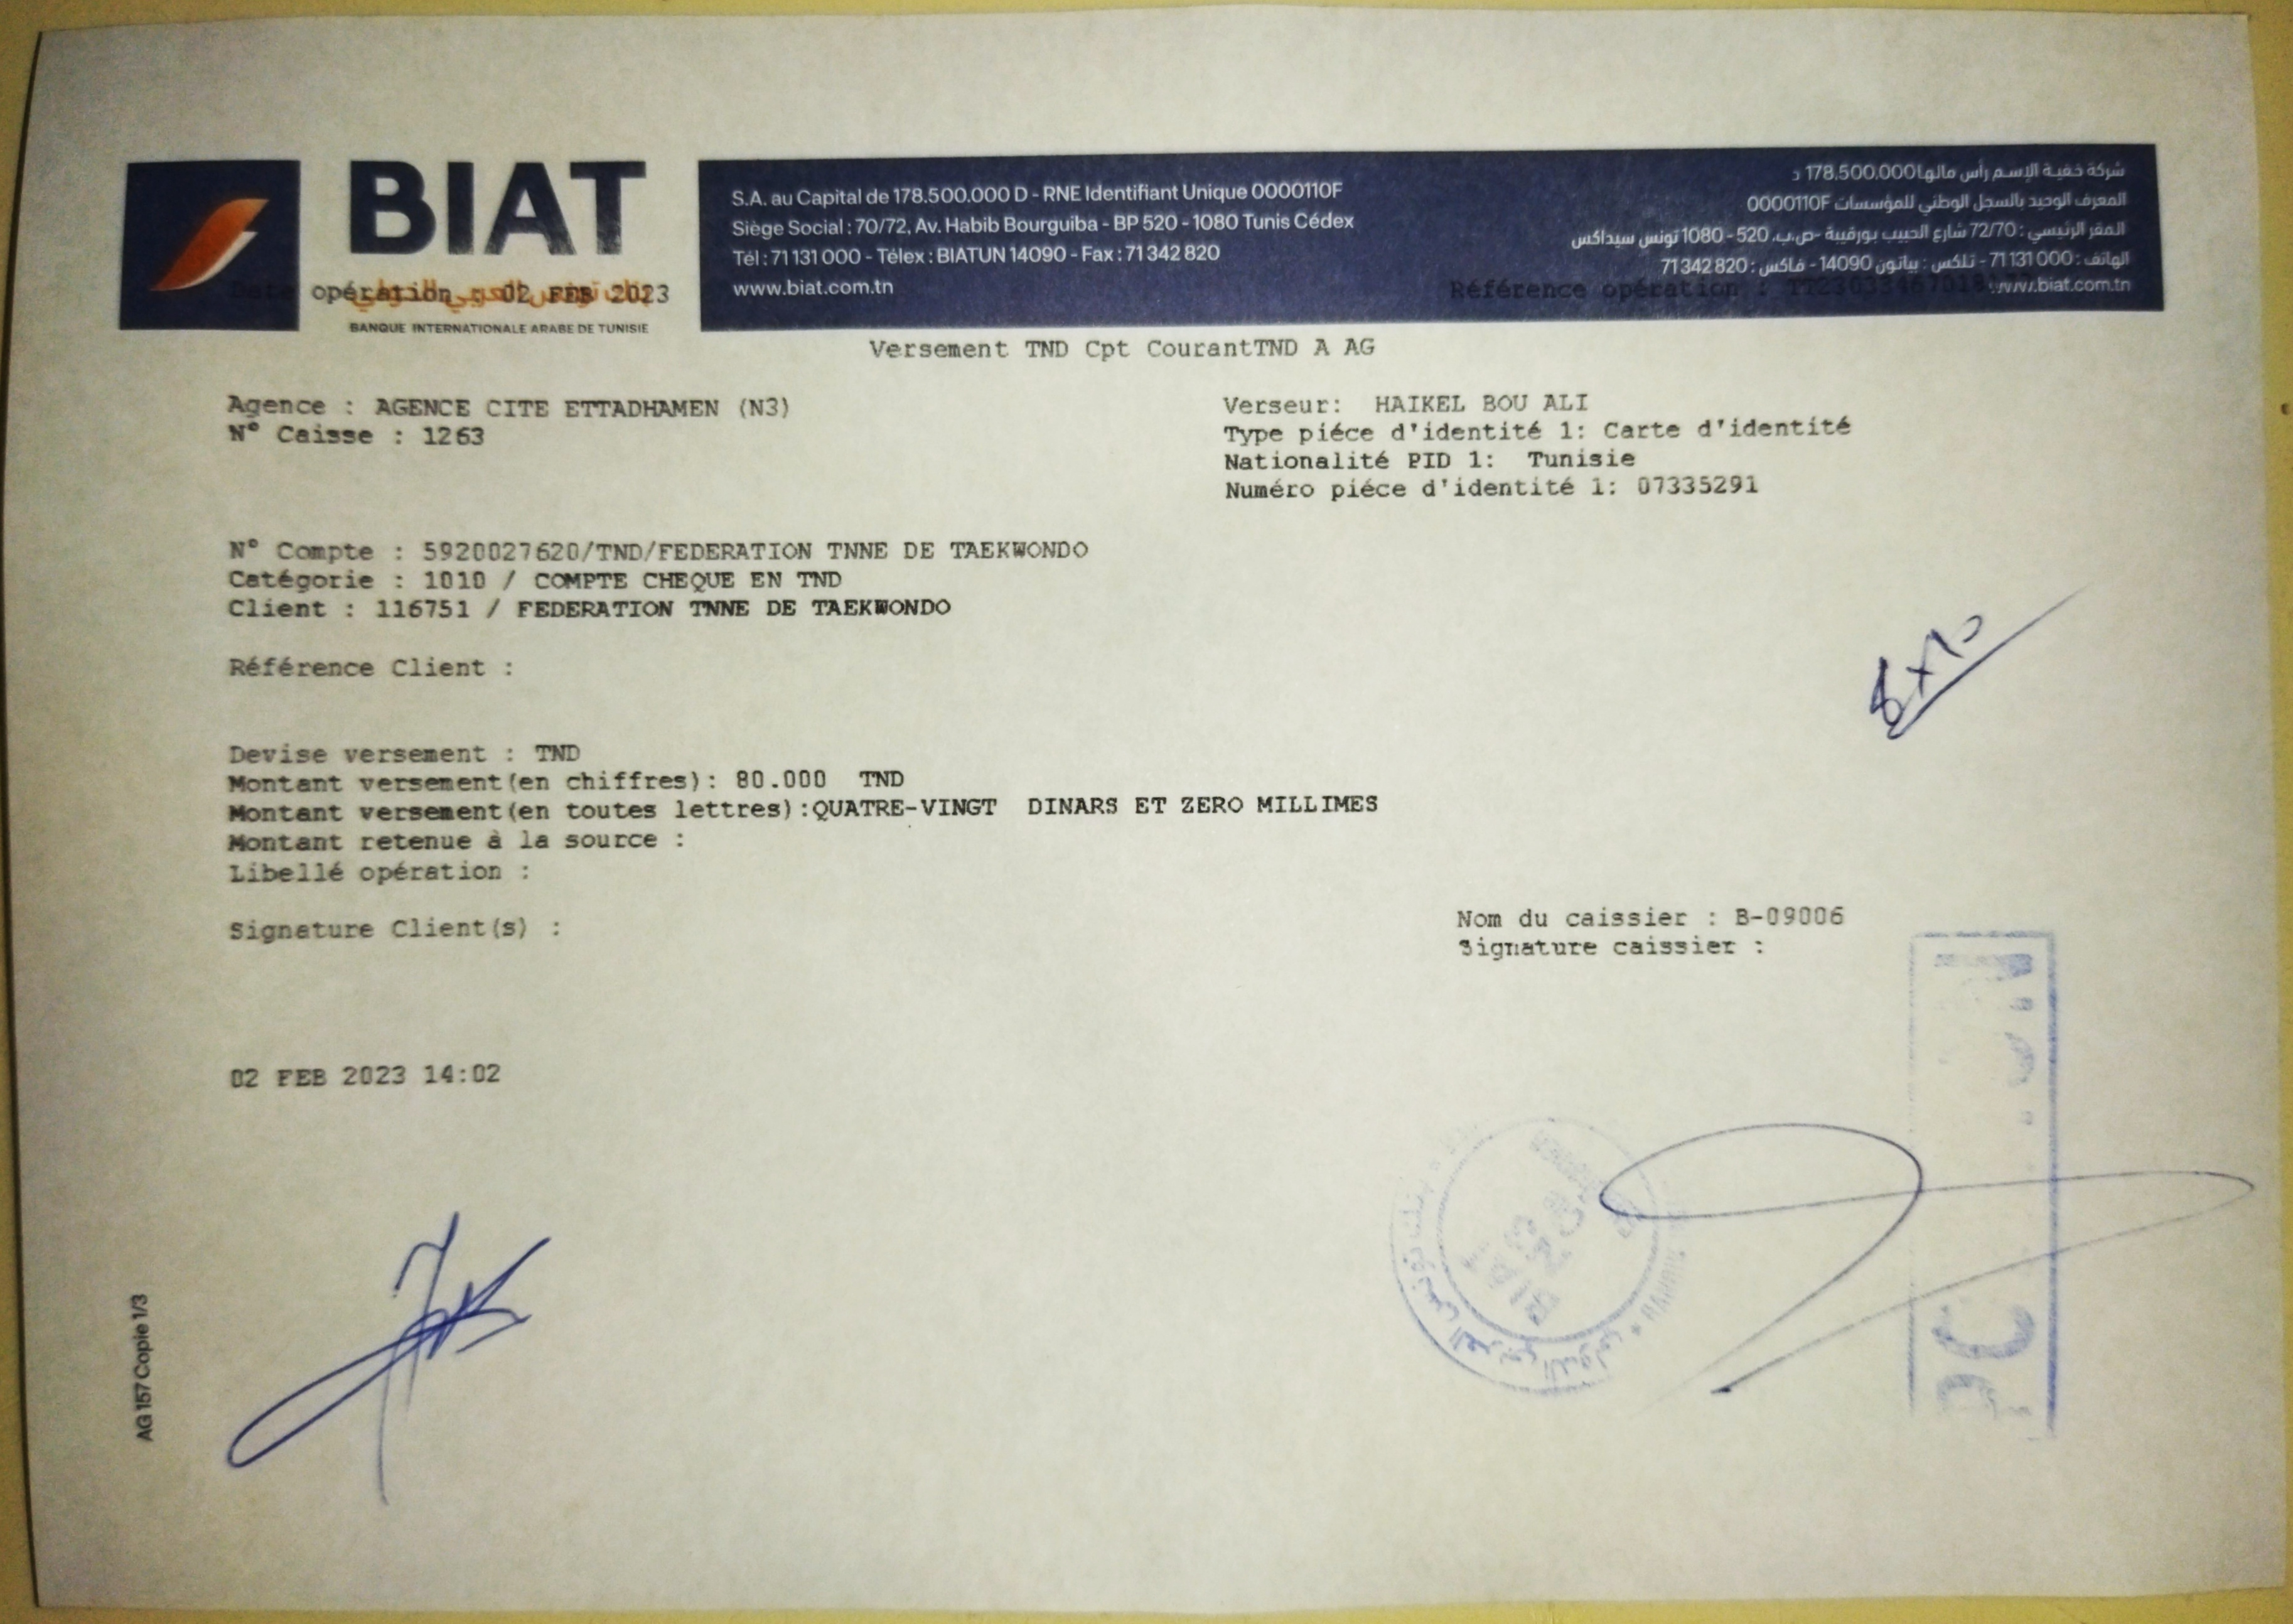 BIAT
BANQUE INTERNATIONALE ARABE DE TUNISIE
S.A. au Capital de 178.500.000 D - RNE Identifiant Unique 0000110F
Siège Social : 70/72, Av. Habib Bourguiba - BP 520 - 1080 Tunis Cédex
Tél : 71 131 000 - Télex : BIATUN 14090 - Fax : 71 342 820
www.biat.com.tn
شركة خفية الإسم رأس مالها 178.500.000 د
المعرف الوحيد بالسجل الوطني للمؤسسات 0000110F
المقر الرئيسي : 72/70 شارع الحبيب بورقيبة -ص.ب. 520 - 1080 تونس سيداكس
الهاتف : 71 131 000 - تلكس : بياتون 14090 - فاكس : 71 342 820
www.biat.com.tn
Date opération : 02 FEB 2023
Référence opération :
Versement TND Cpt CourantTND A AG
Agence : AGENCE CITE ETTADHAMEN (N3)
N° Caisse : 1263
Verseur: HAIKEL BOU ALI
Type piéce d'identité 1: Carte d'identité
Nationalité PID 1: Tunisie
Numéro piéce d'identité 1: 07335291
N° Compte : 5920027620/TND/FEDERATION TNNE DE TAEKWONDO
Catégorie : 1010 / COMPTE CHEQUE EN TND
Client : 116751 / FEDERATION TNNE DE TAEKWONDO
Référence Client :
8x10
Devise versement : TND
Montant versement(en chiffres): 80.000 TND
Montant versement(en toutes lettres):QUATRE-VINGT DINARS ET ZERO MILLIMES
Montant retenue à la source :
Libellé opération :
Signature Client(s) :
Nom du caissier : B-09006
Signature caissier :
02 FEB 2023 14:02
AG 157 Copie 1/3